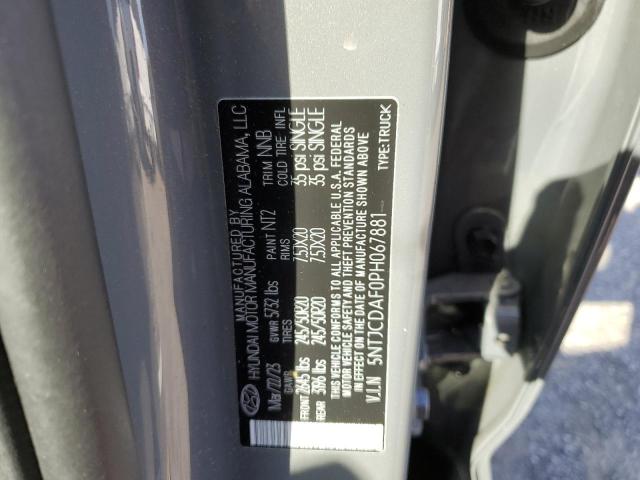 MANUFACTURED BY
HYUNDAI MOTOR MANUFACTURING ALABAMA, LLC
Mar/22/23 GVWR 5732 lbs PAINT NT2 TRIM NNB
GAWR TIRES RIMS COLD TIRE INFL
FRONT 2645 lbs 245/50R20 7.5JX20 35 psi SINGLE
REAR 3186 lbs 245/50R20 7.5JX20 35 psi SINGLE
THIS VEHICLE CONFORMS TO ALL APPLICABLE U.S.A. FEDERAL
MOTOR VEHICLE SAFETY AND THEFT PREVENTION STANDARDS
IN EFFECT ON THE DATE OF MANUFACTURE SHOWN ABOVE
V.I.N 5NTJCDAF0PH067881 TYPE:TRUCK